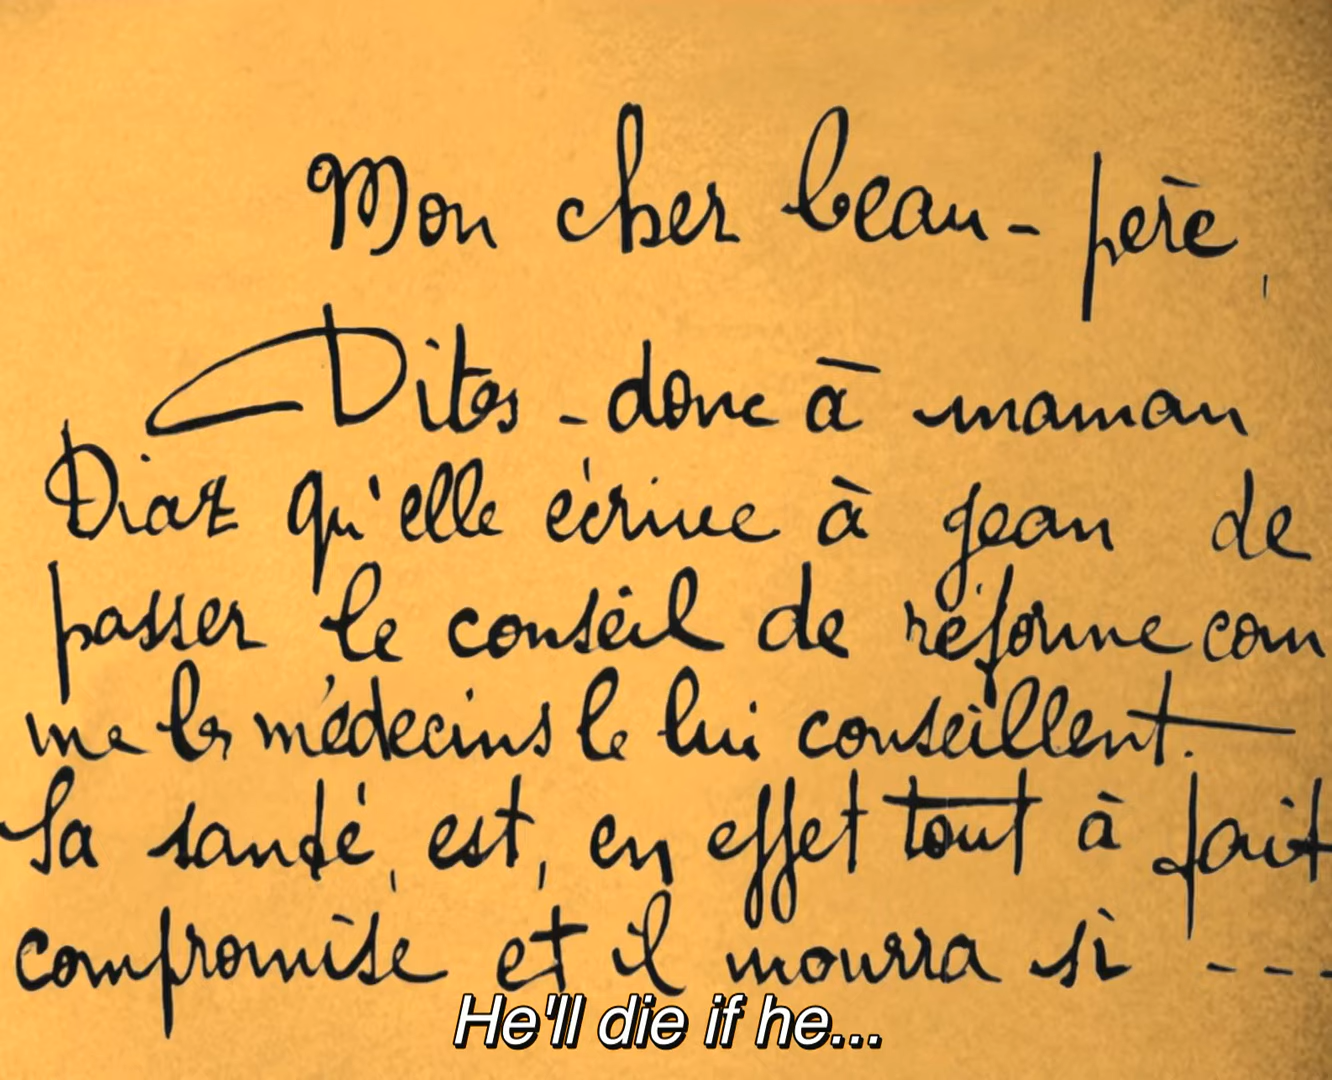 Mon cher beau-père,
Dites-donc à maman
Diaz qu'elle écrive à Jean de
passer le conseil de réforme com
me les médecins le lui conseillent.
Sa santé, est, en effet tout à fait
compromise et il mourra si ---
He'll die if he...